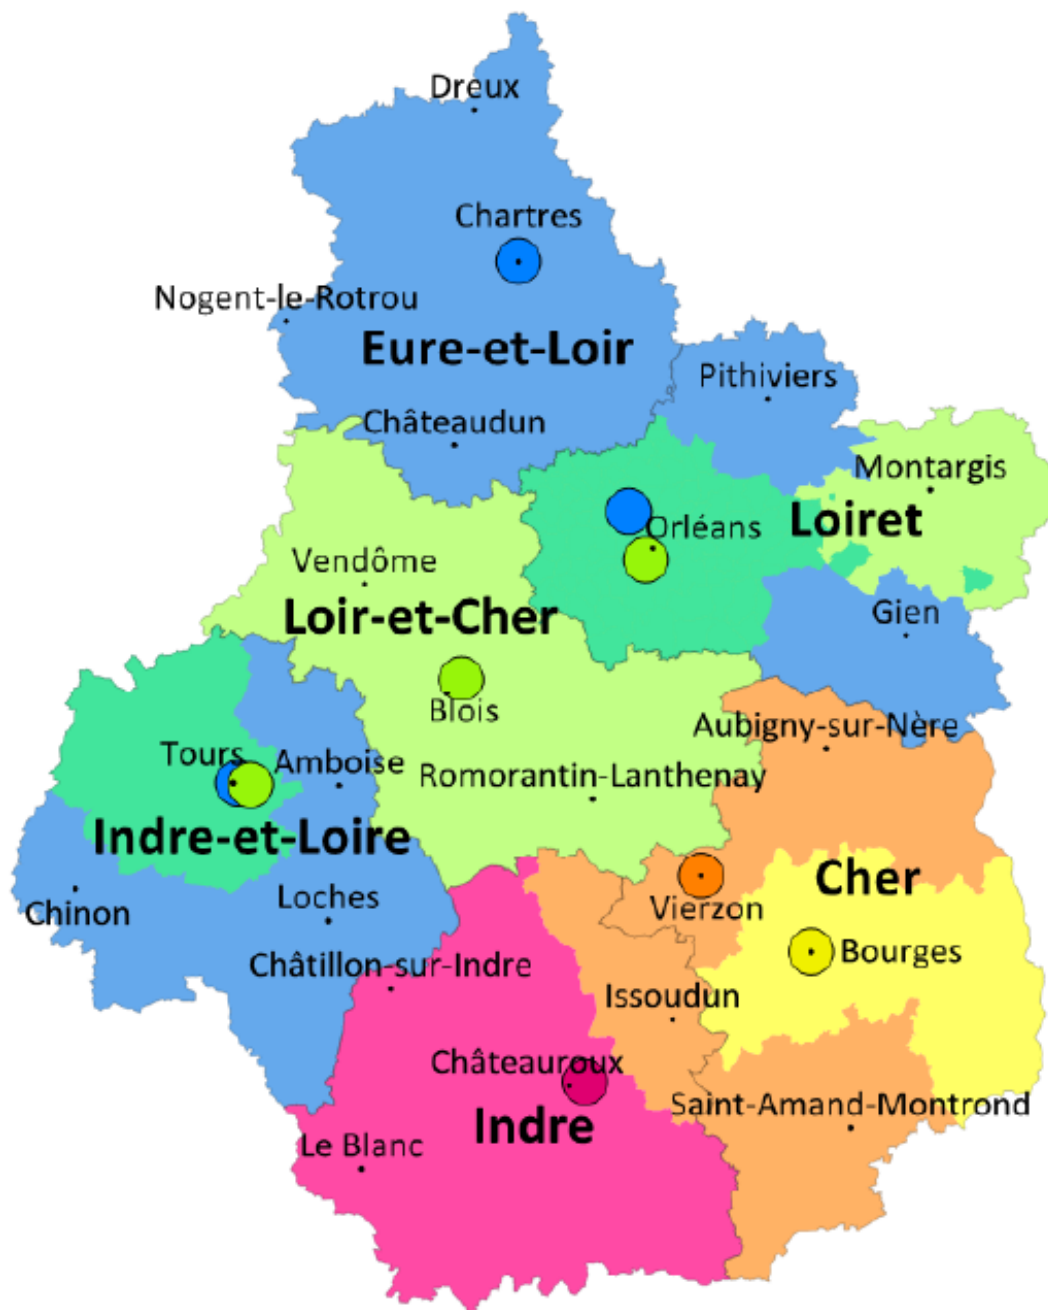 Dreux
Chartres
Nogent-le-Rotrou
Eure-et-Loir
Pithiviers
Châteaudun
Montargis
Loiret
Orléans
Vendôme
Loir-et-Cher
Gien
Blois
Aubigny-sur-Nère
Tours
Amboise
Romorantin-Lanthenay
Indre-et-Loire
Cher
Loches
Chinon
Vierzon
Bourges
Châtillon-sur-Indre
Issoudun
Châteauroux
Saint-Amand-Montrond
Indre
Le Blanc